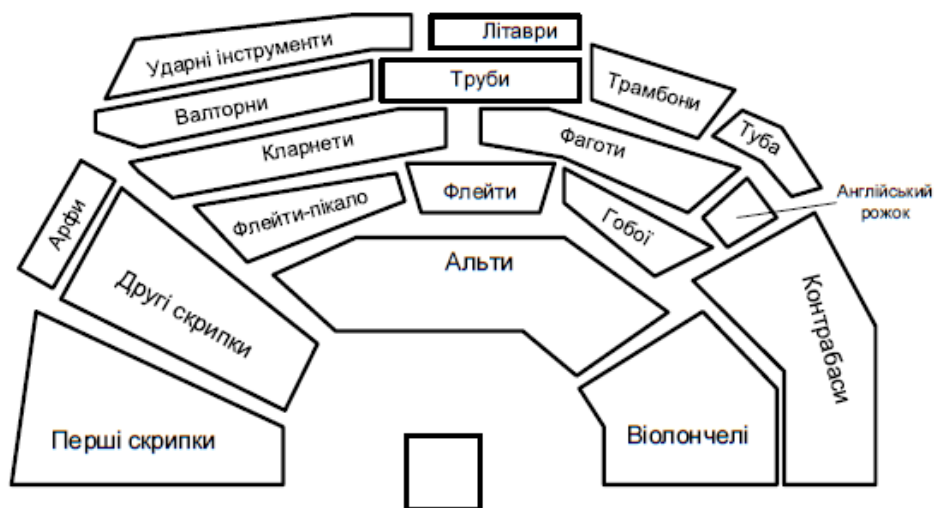 Літаври
Ударні інструменти
Труби
Трамбони
Валторни
Туба
Кларнети
Фаготи
Англійський
рожок
Флейти
Флейти-пікало
Гобої
Арфи
Альти
Другі скрипки
Контрабаси
Перші скрипки
Віолончелі